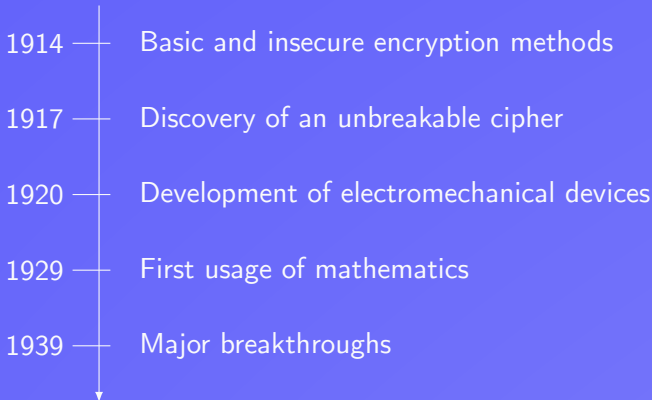 1914 Basic and insecure encryption methods
1917 Discovery of an unbreakable cipher
1920 Development of electromechanical devices
1929 First usage of mathematics
1939 Major breakthroughs